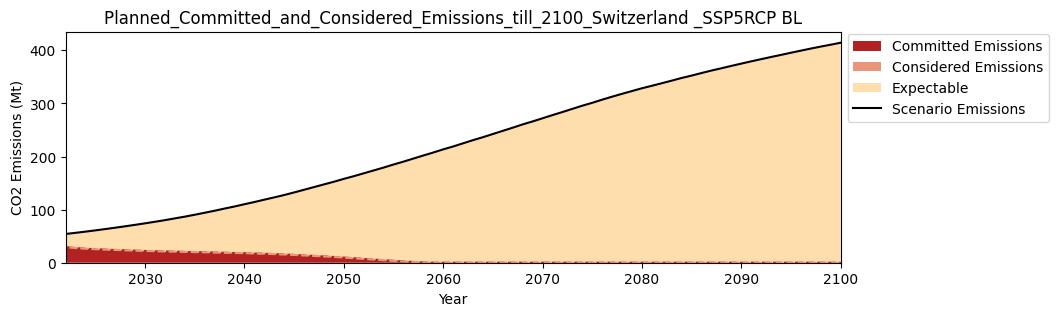 Planned_Committed_and_Considered_Emissions_till_2100_Switzerland _SSP5RCP BL
CO2 Emissions (Mt)
400
300
200
100
0
2030 2040 2050 2060 2070 2080 2090 2100
Year
Committed Emissions
Considered Emissions
Expectable
Scenario Emissions